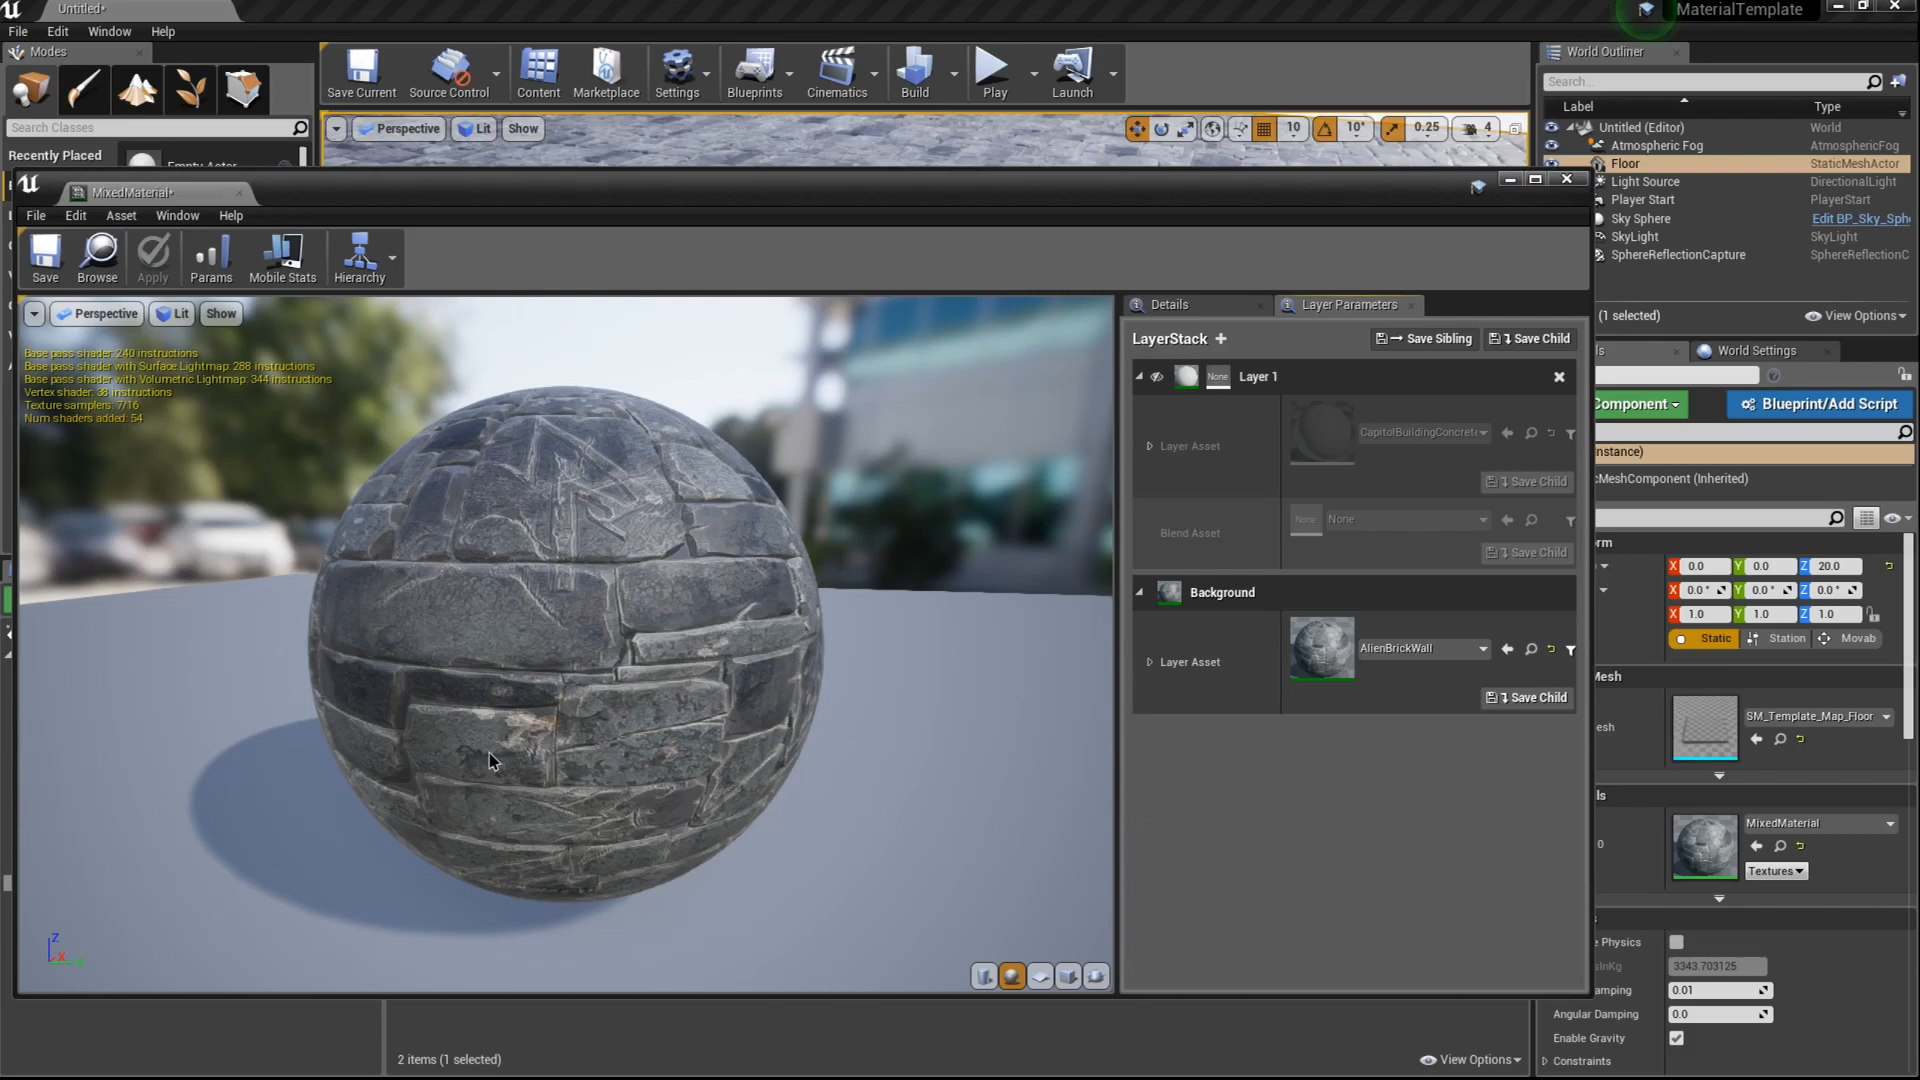 Untitled*
MaterialTemplate
File Edit Window Help
Modes
World Outliner
Save Current Source Control Content Marketplace Settings Blueprints Cinematics Build Play Launch
Search...
Label Type
Search Classes
Perspective Lit Show 10 10° 0.25 4
Untitled (Editor) World
Atmospheric Fog AtmosphericFog
Recently Placed
Empty Actor
Floor StaticMeshActor
Light Source DirectionalLight
Player Start PlayerStart
Sky Sphere Edit BP_Sky_Sph
SkyLight SkyLight
SphereReflectionCapture SphereReflectionC
(1 selected) View Options
MixedMaterial*
File Edit Asset Window Help
Save Browse Apply Params Mobile Stats Hierarchy
Perspective Lit Show
Base pass shader: 240 instructions
Base pass shader with Surface Lightmap: 288 instructions
Base pass shader with Volumetric Lightmap: 344 instructions
Vertex shader: 38 instructions
Texture samplers: 7/16
Num shaders added: 54
Z
X
Details Layer Parameters
LayerStack + Save Sibling Save Child
None Layer 1
Layer Asset CapitolBuildingConcrete
Save Child
Blend Asset None None
Save Child
Background
Layer Asset AlienBrickWall
Save Child
ls World Settings
Component Blueprint/Add Script
nstance)
cMeshComponent (Inherited)
orm
X 0.0 Y 0.0 Z 20.0
X 0.0 ° Y 0.0 ° Z 0.0 °
X 1.0 Y 1.0 Z 1.0
Static Station Movab
Mesh
esh SM_Template_Map_Floor
ls
0 MixedMaterial
Textures
s
e Physics
InKg 3343.703125
amping 0.01
Angular Damping 0.0
Enable Gravity
Constraints
2 items (1 selected) View Options